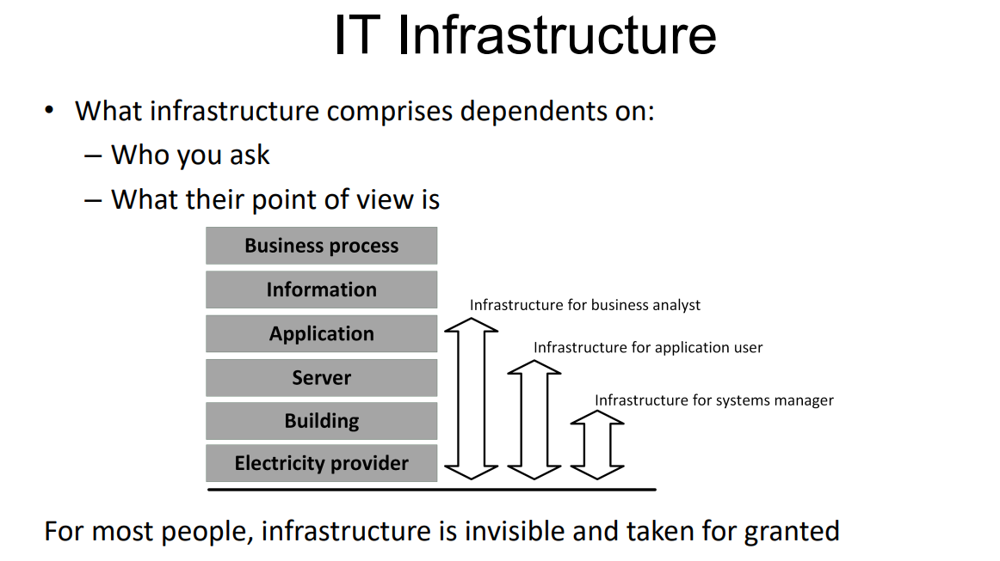 IT Infrastructure
• What infrastructure comprises dependents on:
– Who you ask
– What their point of view is
Business process
Information
Infrastructure for business analyst
Application
Infrastructure for application user
Server
Infrastructure for systems manager
Building
Electricity provider
For most people, infrastructure is invisible and taken for granted